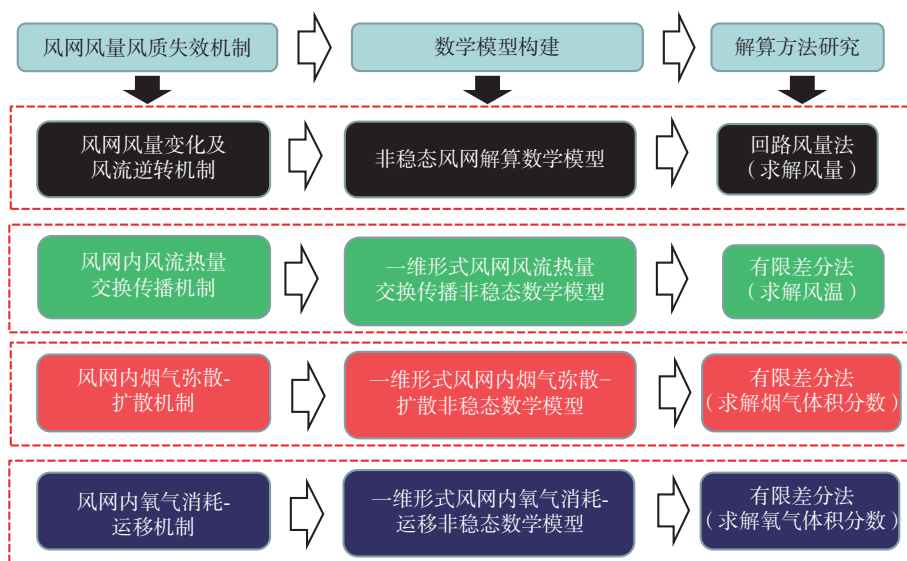 风网风量风质失效机制
数学模型构建
解算方法研究
风网风量变化及
风流逆转机制
非稳态风网解算数学模型
回路风量法
（求解风量）
风网内风流热量
交换传播机制
一维形式风网风流热量
交换传播非稳态数学模型
有限差分法
（求解风温）
风网内烟气弥散-
扩散机制
一维形式风网内烟气弥散-
扩散非稳态数学模型
有限差分法
（求解烟气体积分数）
风网内氧气消耗-
运移机制
一维形式风网内氧气消耗-
运移非稳态数学模型
有限差分法
（求解氧气体积分数）